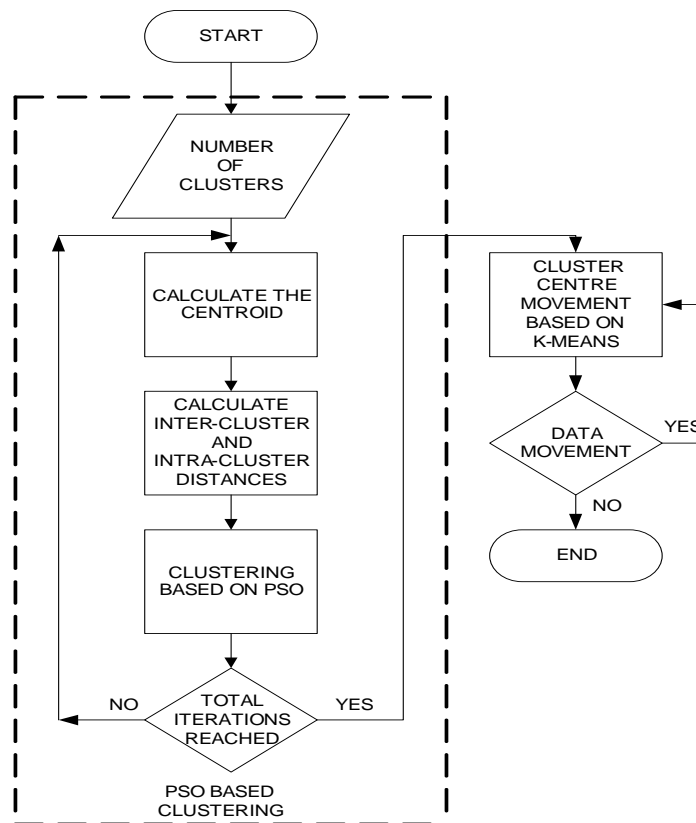 START
NUMBER
OF
CLUSTERS
CALCULATE THE
CENTROID
CALCULATE
INTER-CLUSTER
AND
INTRA-CLUSTER
DISTANCES
CLUSTERING
BASED ON PSO
TOTAL
ITERATIONS
REACHED
NO
YES
PSO BASED
CLUSTERING
CLUSTER
CENTRE
MOVEMENT
BASED ON
K-MEANS
DATA
MOVEMENT
YES
NO
END